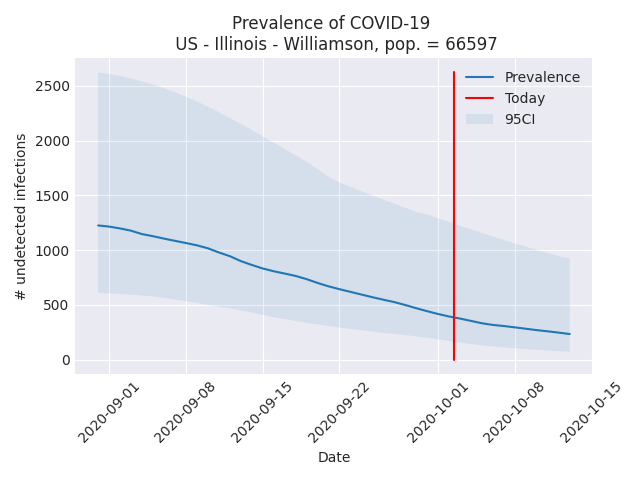 Prevalence of COVID-19
US - Illinois - Williamson, pop. = 66597
Prevalence
Today
95CI
# undetected infections
2500
2000
1500
1000
500
0
2020-09-01
2020-09-08
2020-09-15
2020-09-22
2020-10-01
2020-10-08
2020-10-15
Date